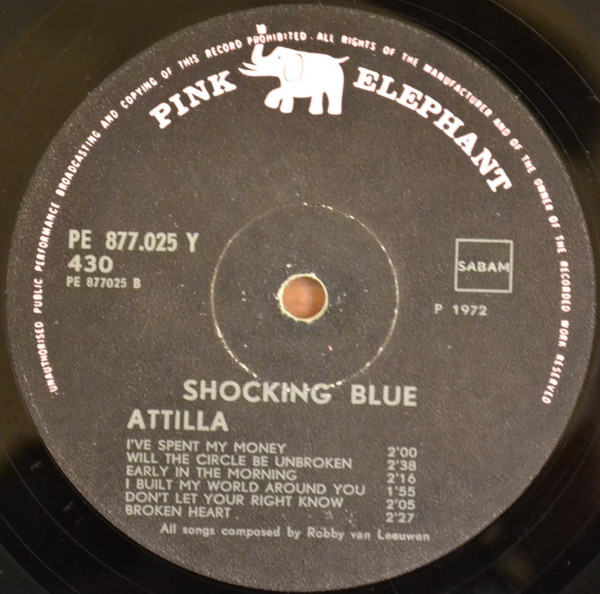 UNAUTHORISED PUBLIC PERFORMANCE BROADCASTING AND COPYING OF THIS RECORD PROHIBITED. ALL RIGHTS OF THE MANUFACTURER AND OF THE OWNER OF THE RECORDED WORK RESERVED
PINK ELEPHANT
PE 877.025 Y
430
PE 877025 B
SABAM
P 1972
SHOCKING BLUE
ATTILLA
I'VE SPENT MY MONEY 2'00
WILL THE CIRCLE BE UNBROKEN 2'38
EARLY IN THE MORNING 2'16
I BUILT MY WORLD AROUND YOU 1'55
DON'T LET YOUR RIGHT KNOW 2'05
BROKEN HEART 2'27
All songs composed by Robby van Leeuwen